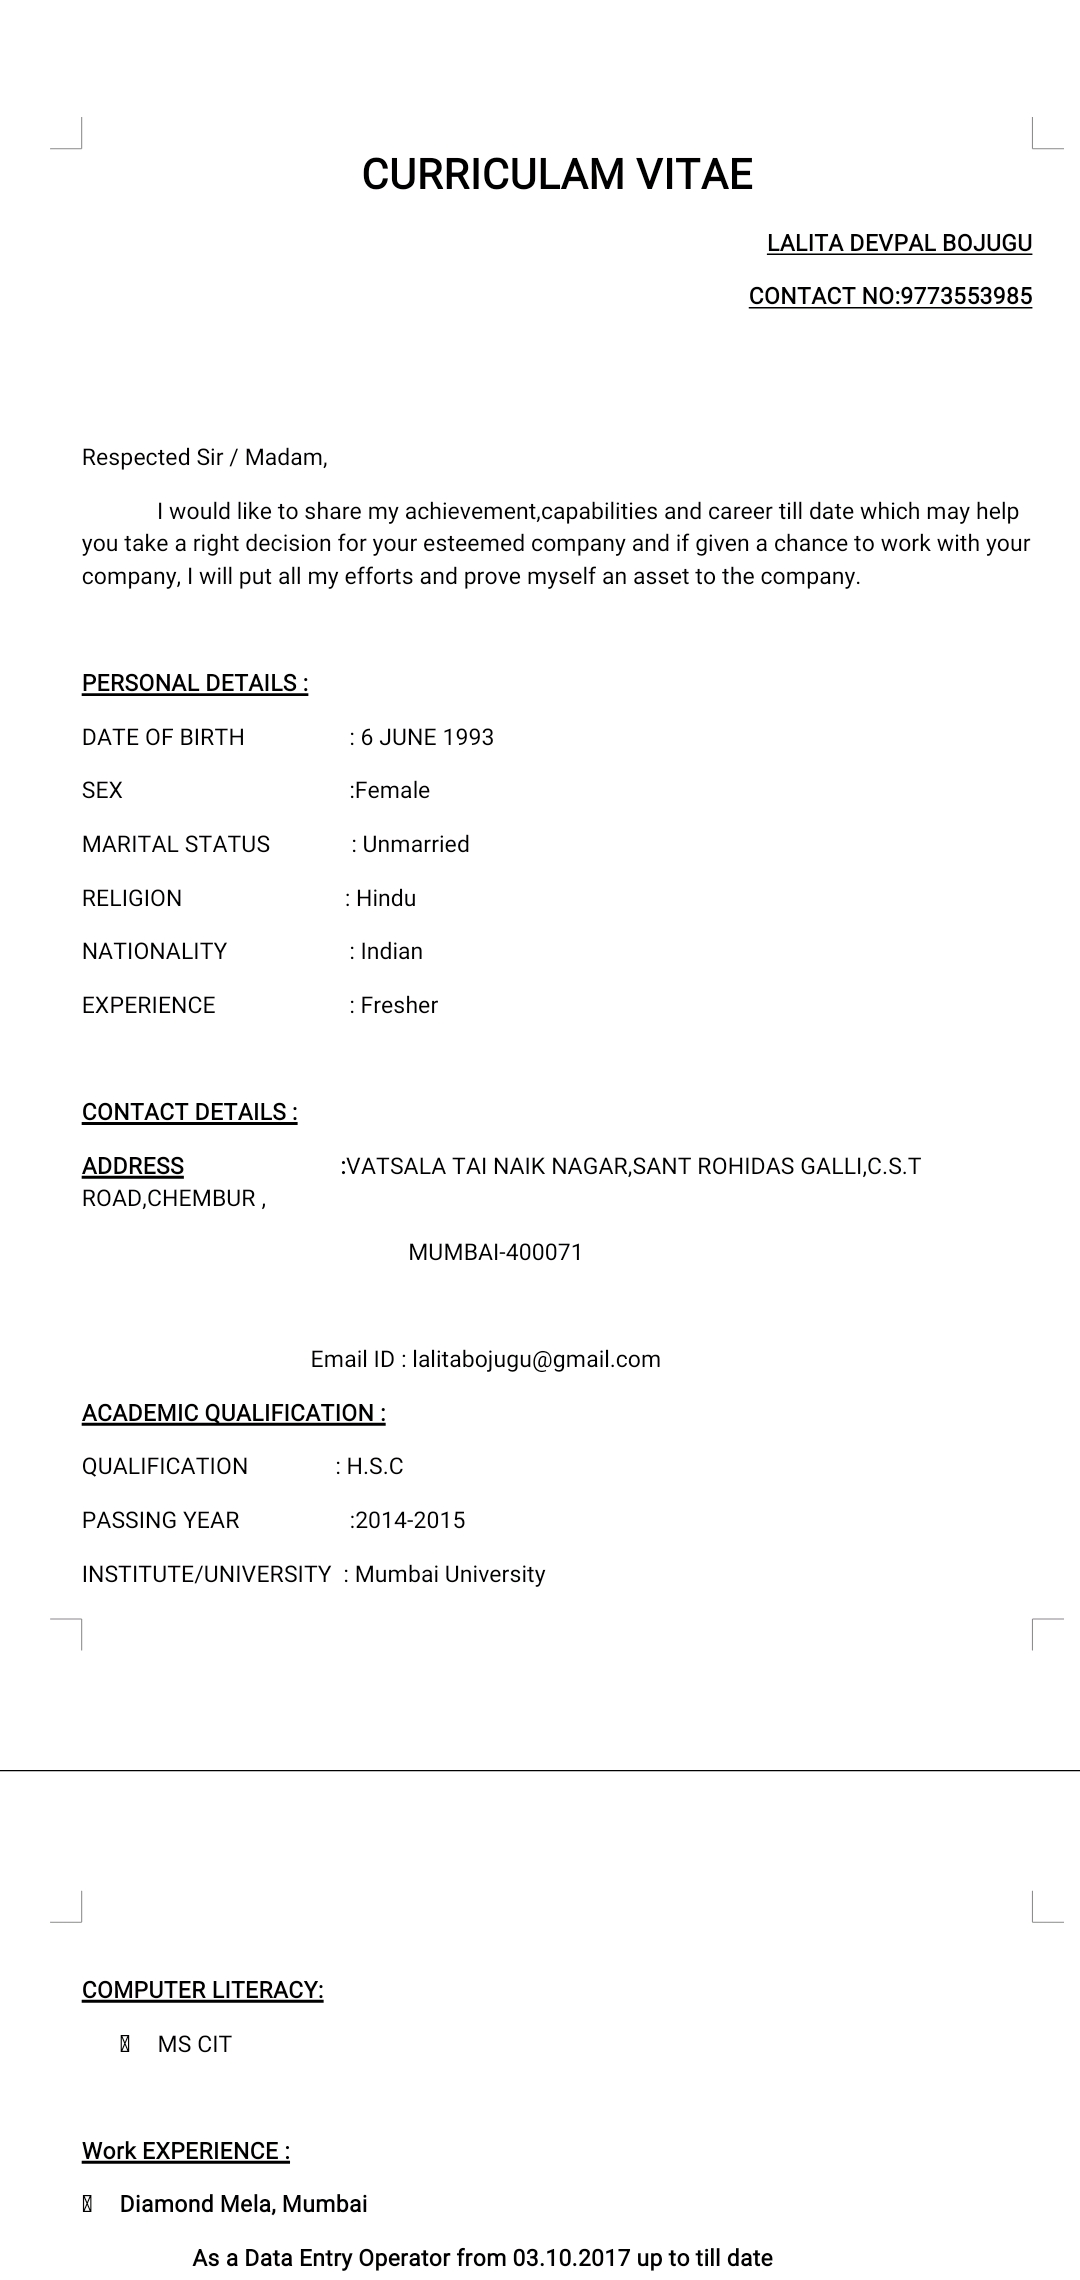 CURRICULAM VITAE
LALITA DEVPAL BOJUGU
CONTACT NO:9773553985
Respected Sir / Madam,
I would like to share my achievement,capabilities and career till date which may help
you take a right decision for your esteemed company and if given a chance to work with your
company, I will put all my efforts and prove myself an asset to the company.
PERSONAL DETAILS :
DATE OF BIRTH : 6 JUNE 1993
SEX :Female
MARITAL STATUS : Unmarried
RELIGION : Hindu
NATIONALITY : Indian
EXPERIENCE : Fresher
CONTACT DETAILS :
ADDRESS :VATSALA TAI NAIK NAGAR,SANT ROHIDAS GALLI,C.S.T
ROAD,CHEMBUR ,
MUMBAI-400071
Email ID : lalitabojugu@gmail.com
ACADEMIC QUALIFICATION :
QUALIFICATION : H.S.C
PASSING YEAR :2014-2015
INSTITUTE/UNIVERSITY : Mumbai University
COMPUTER LITERACY:
MS CIT
Work EXPERIENCE :
Diamond Mela, Mumbai
As a Data Entry Operator from 03.10.2017 up to till date